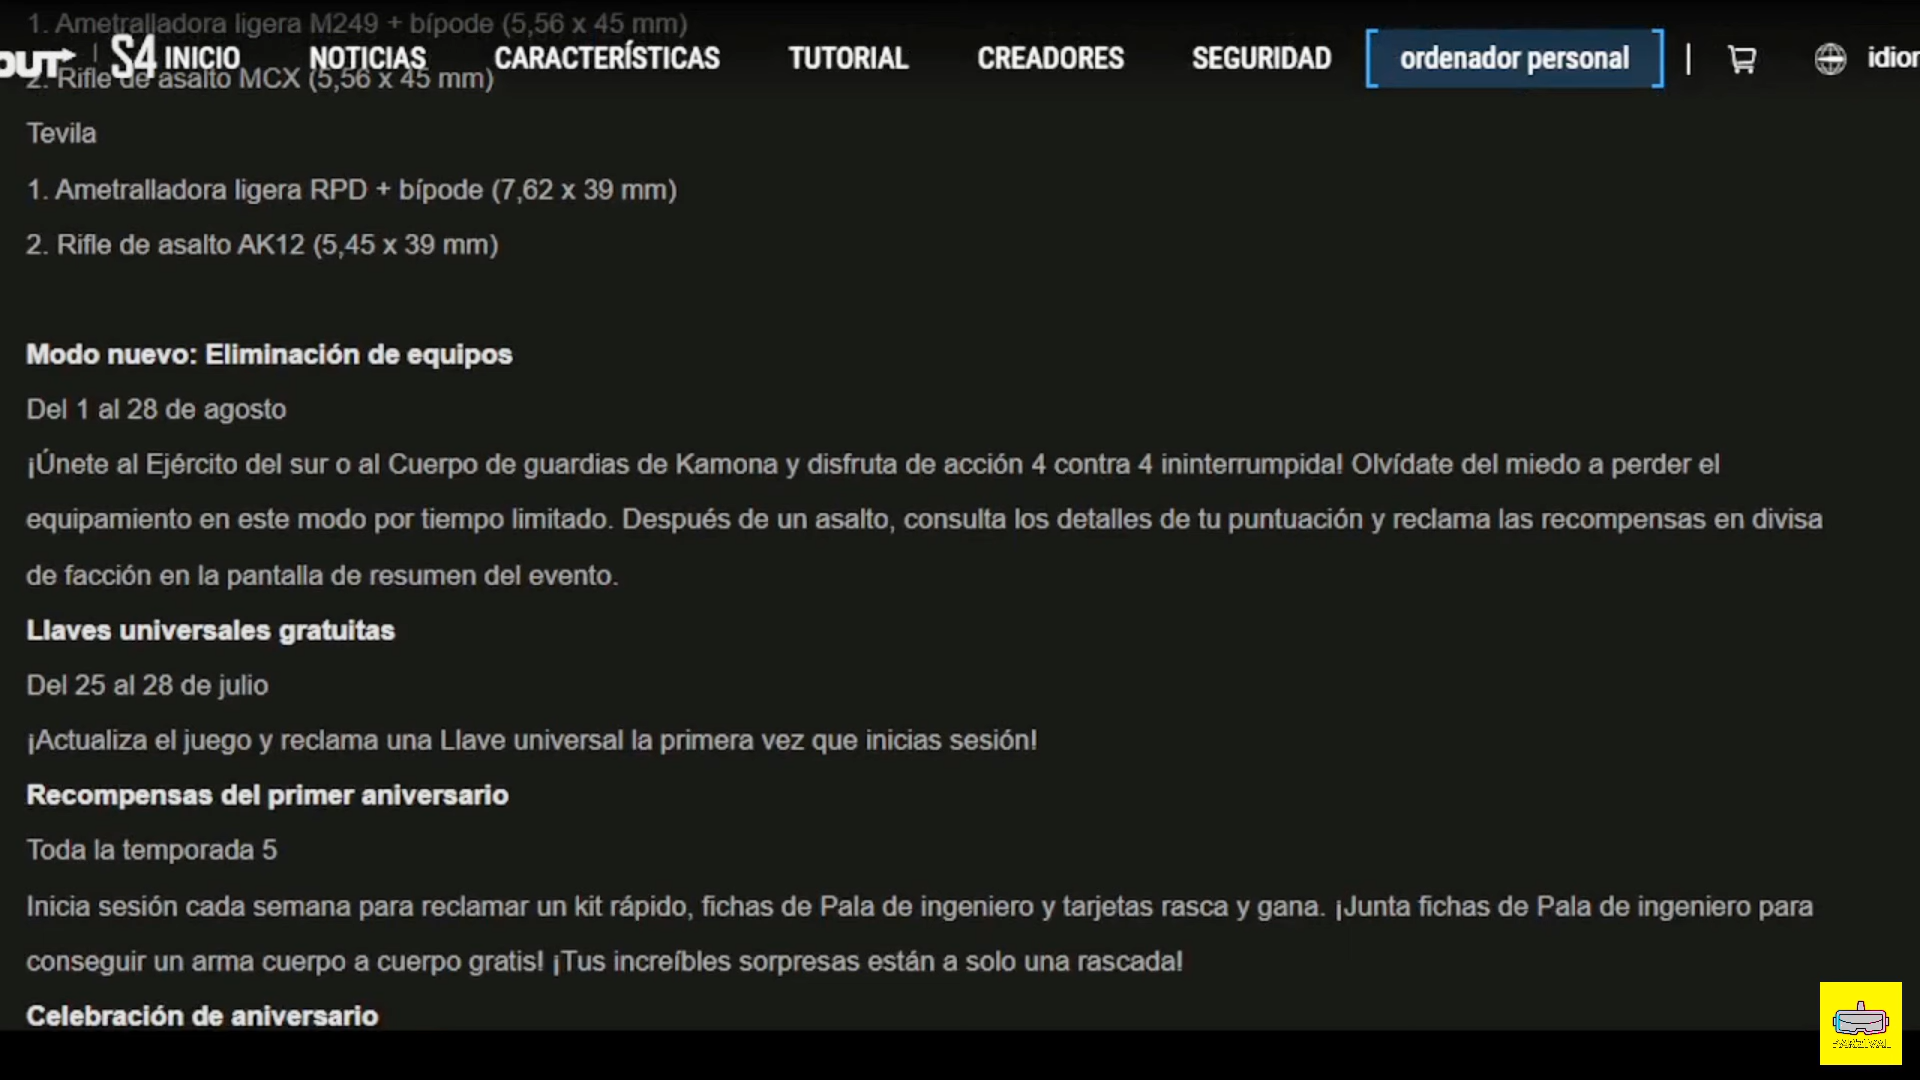 1. Ametralladora ligera M249 + bípode (5,56 x 45 mm)
OUT | S4 INICIO NOTICIAS CARACTERÍSTICAS TUTORIAL CREADORES SEGURIDAD ordenador personal | idior
2. Rifle de asalto MCX (5,56 x 45 mm)
Tevila
1. Ametralladora ligera RPD + bípode (7,62 x 39 mm)
2. Rifle de asalto AK12 (5,45 x 39 mm)
Modo nuevo: Eliminación de equipos
Del 1 al 28 de agosto
¡Únete al Ejército del sur o al Cuerpo de guardias de Kamona y disfruta de acción 4 contra 4 ininterrumpida! Olvídate del miedo a perder el
equipamiento en este modo por tiempo limitado. Después de un asalto, consulta los detalles de tu puntuación y reclama las recompensas en divisa
de facción en la pantalla de resumen del evento.
Llaves universales gratuitas
Del 25 al 28 de julio
¡Actualiza el juego y reclama una Llave universal la primera vez que inicias sesión!
Recompensas del primer aniversario
Toda la temporada 5
Inicia sesión cada semana para reclamar un kit rápido, fichas de Pala de ingeniero y tarjetas rasca y gana. ¡Junta fichas de Pala de ingeniero para
conseguir un arma cuerpo a cuerpo gratis! ¡Tus increíbles sorpresas están a solo una rascada!
Celebración de aniversario
PARZIVAL